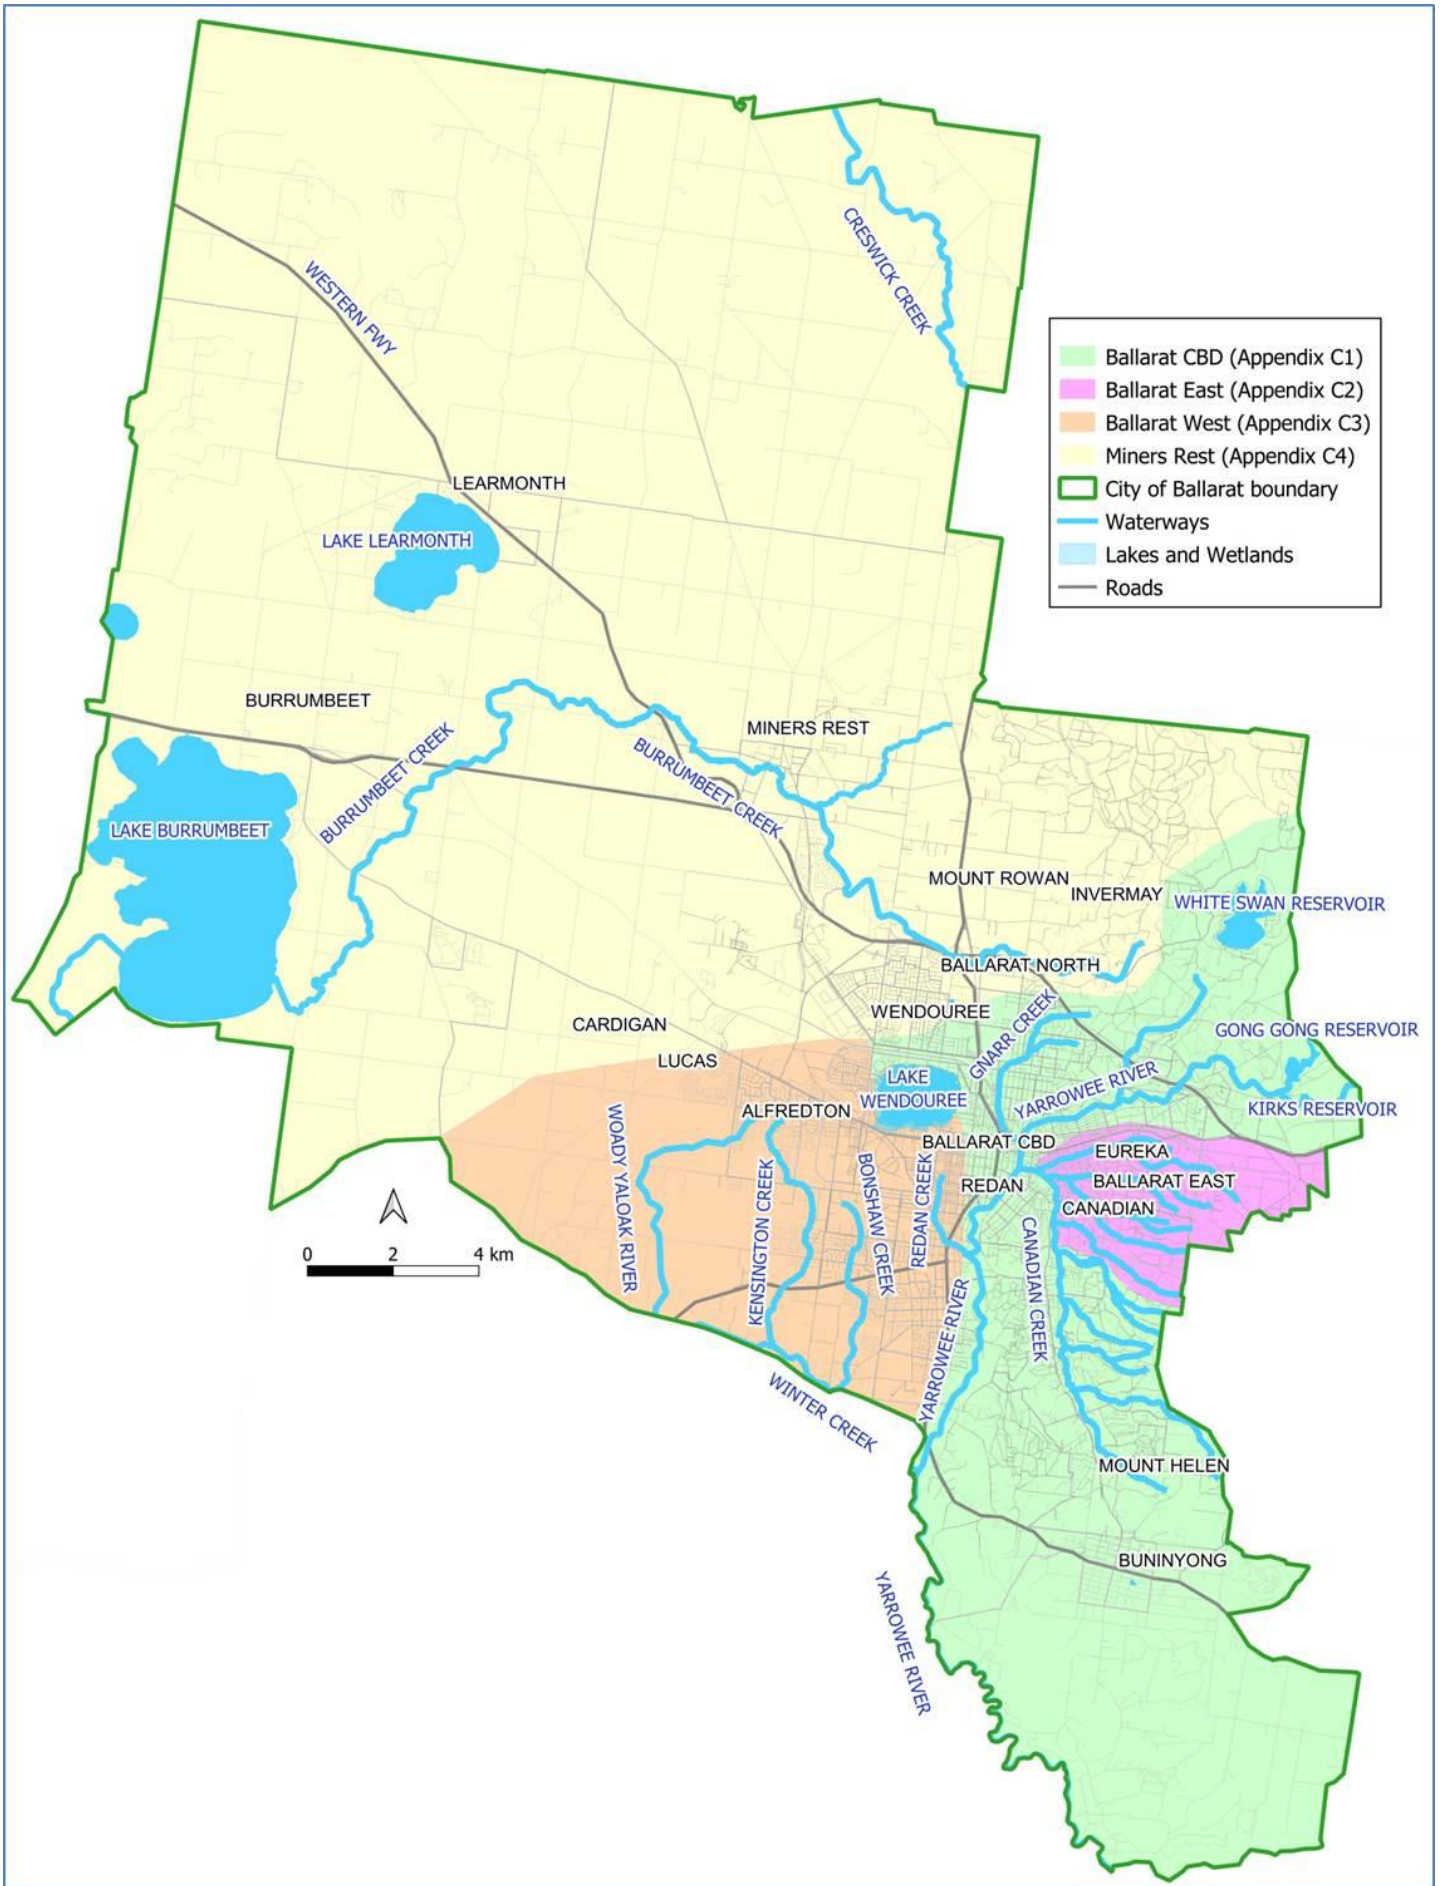 CRESWICK CREEK
WESTERN FWY
Ballarat CBD (Appendix C1)
Ballarat East (Appendix C2)
Ballarat West (Appendix C3)
Miners Rest (Appendix C4)
City of Ballarat boundary
Waterways
Lakes and Wetlands
Roads
LEARMONTH
LAKE LEARMONTH
BURRUMBEET
MINERS REST
BURRUMBEET CREEK
BURRUMBEET CREEK
LAKE BURRUMBEET
MOUNT ROWAN
INVERMAY
WHITE SWAN RESERVOIR
BALLARAT NORTH
WENDOUREE
CARDIGAN
GNARR CREEK
GONG GONG RESERVOIR
LUCAS
LAKE
WENDOUREE
YARROWEE RIVER
ALFREDTON
KIRKS RESERVOIR
BALLARAT CBD
EUREKA
WOADY YALOAK RIVER
KENSINGTON CREEK
BONSHAW CREEK
REDAN CREEK
REDAN
BALLARAT EAST
CANADIAN
CANADIAN CREEK
0 2 4 km
YARROWEE RIVER
WINTER CREEK
MOUNT HELEN
BUNINYONG
YARROWEE RIVER